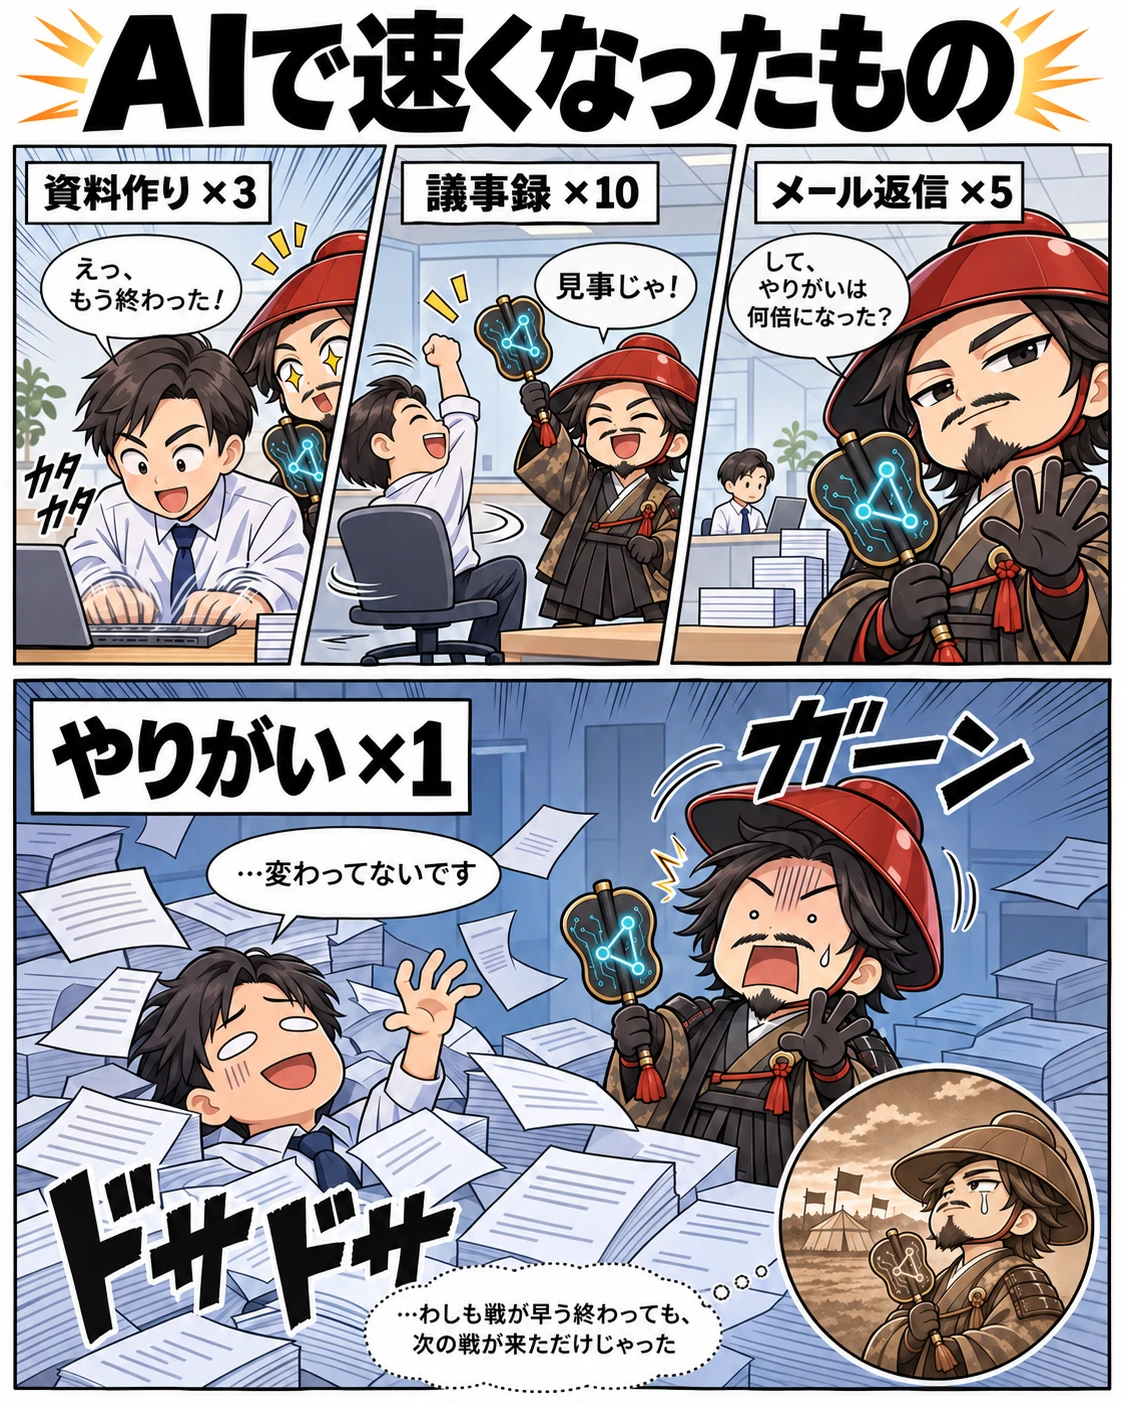 AIで速くなったもの
資料作り ×3
えっ、
もう終わった!
カタ
カタ
議事録 ×10
見事じゃ!
メール返信 ×5
して、
やりがいは
何倍になった?
やりがい ×1
ガーン
…変わってないです
ドサドサ
…わしも戦が早う終わっても、
次の戦が来ただけじゃった